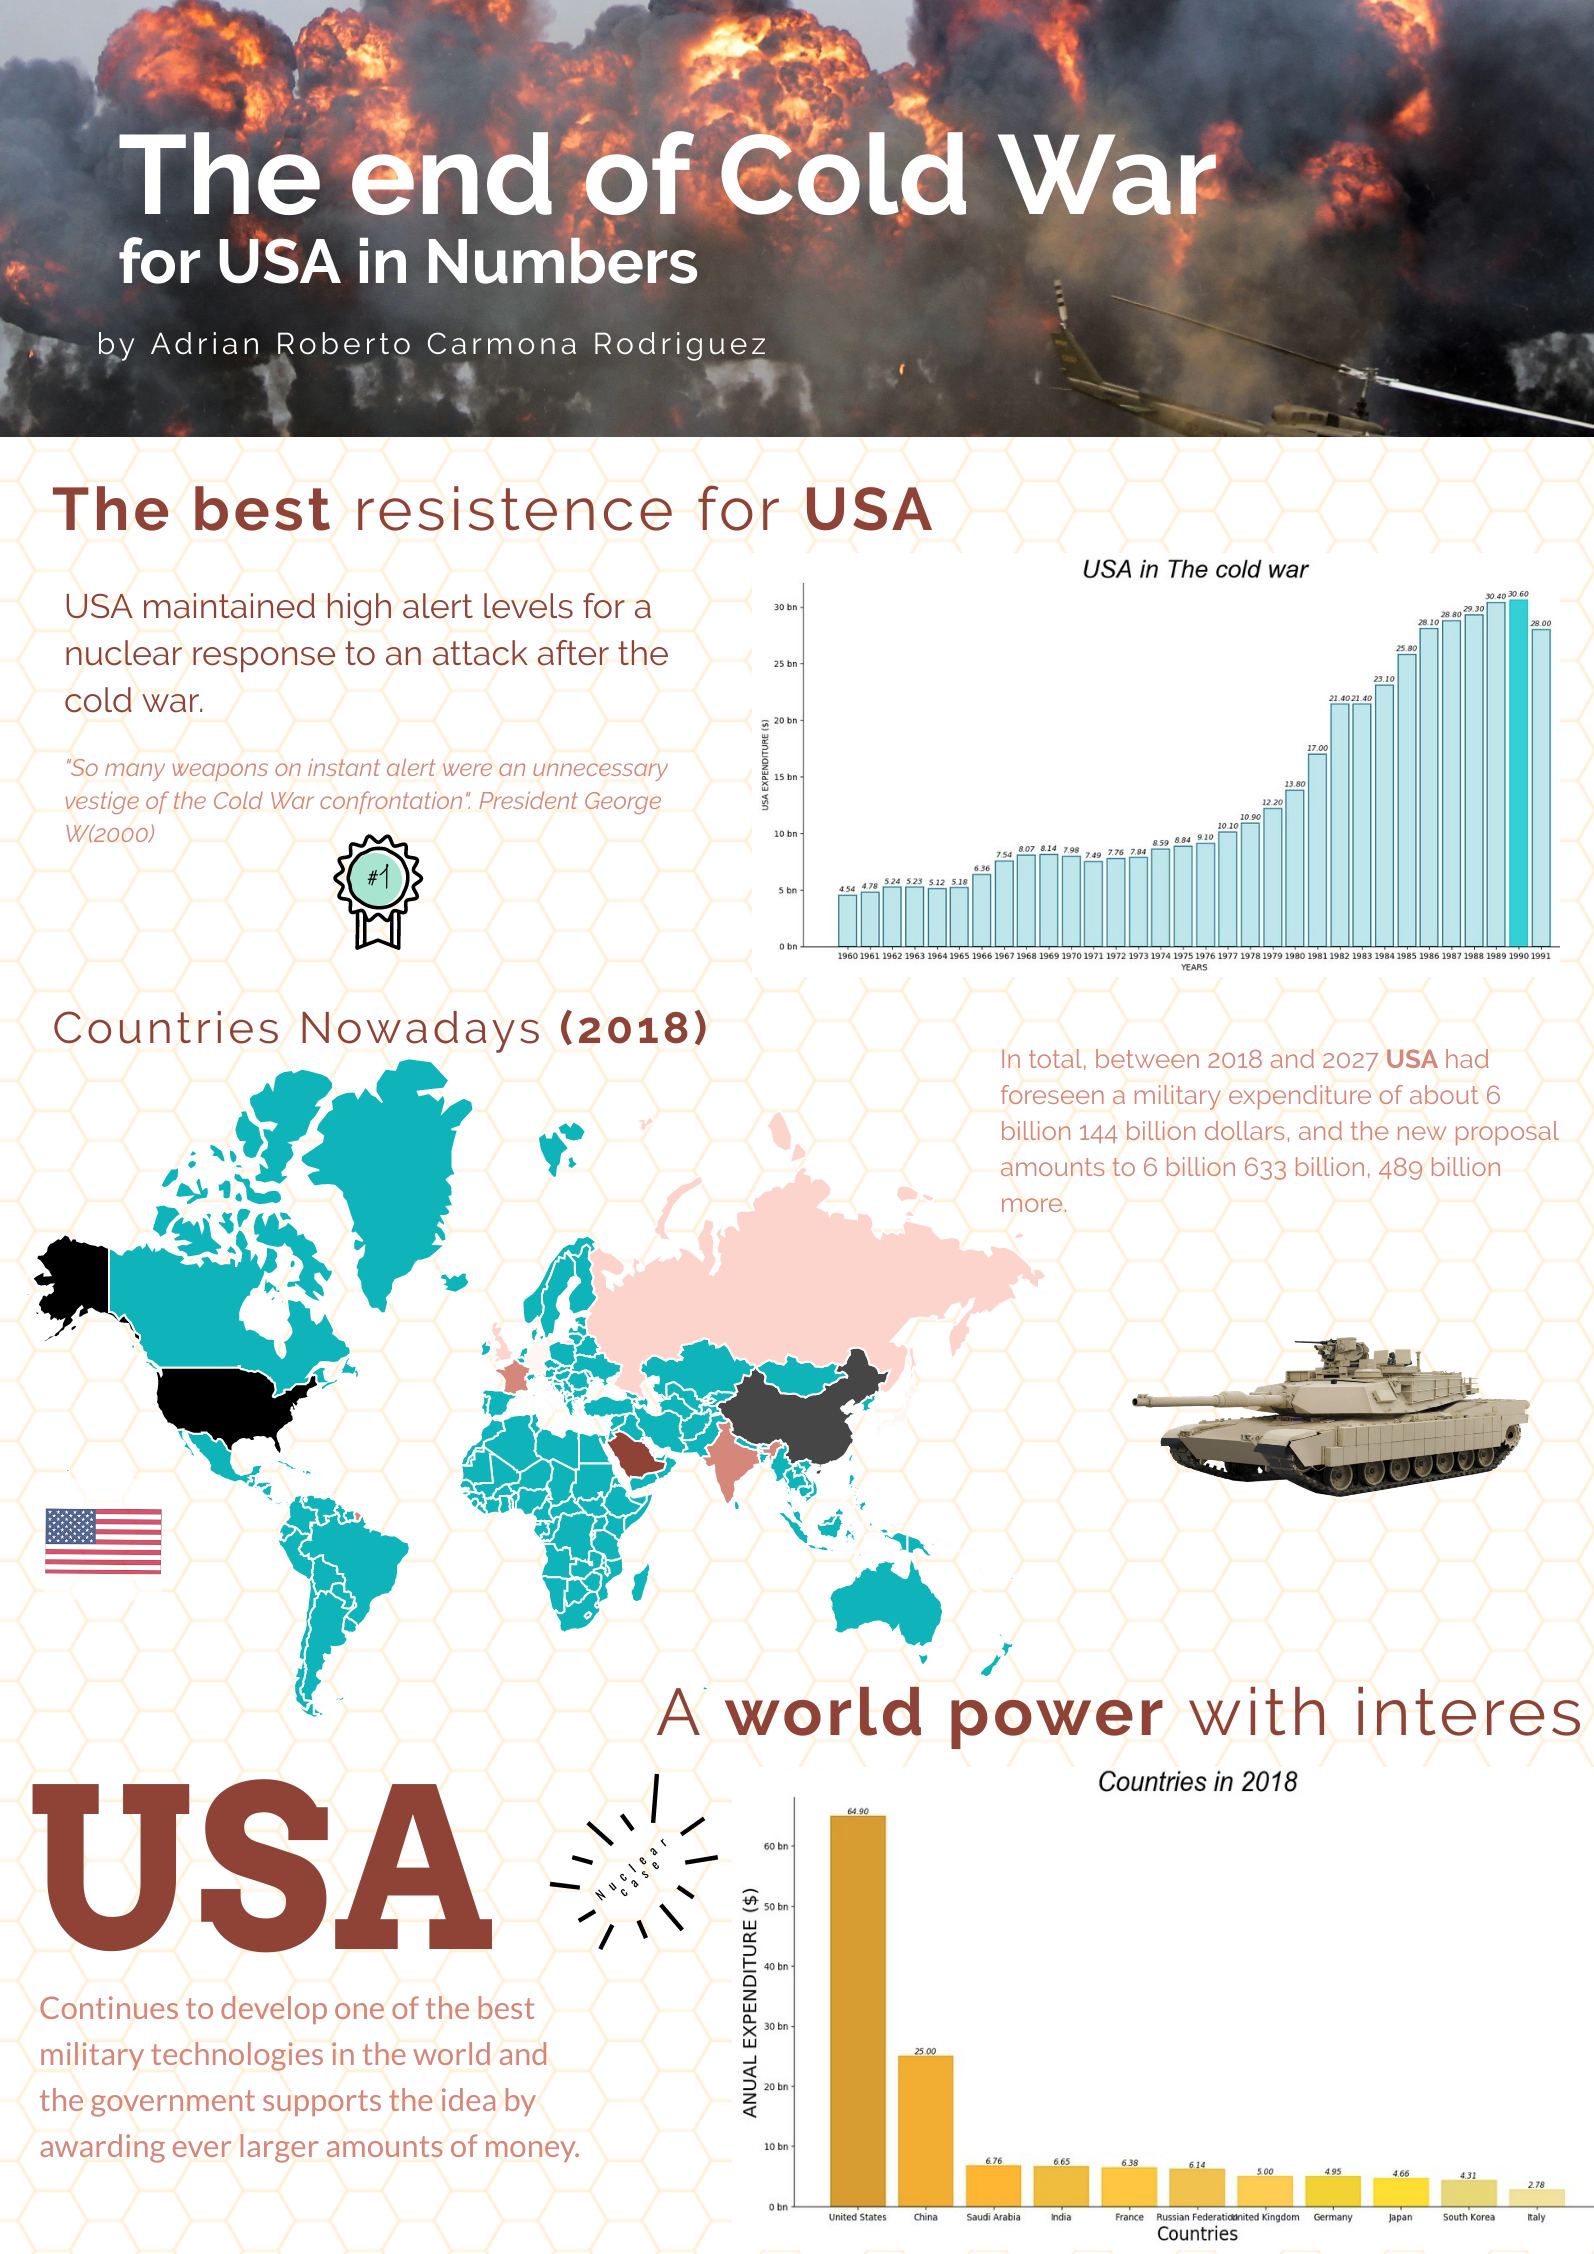 The end of Cold War
for USA in Numbers
by Adrian Roberto Carmona Rodriguez
The best resistence for USA
USA maintained high alert levels for a
nuclear response to an attack after the
cold war.
"So many weapons on instant alert were an unnecessary
vestige of the Cold War confrontation". President George
W(2000)
#1
USA in The cold war
USA EXPENDITURE ($)
30 bn
25 bn
20 bn
15 bn
10 bn
5 bn
0 bn
4.54 4.78 5.24 5.23 5.12 5.18 6.36 7.54 8.07 8.14 7.98 7.49 7.76 7.84 8.59 8.84 9.10 10.10 10.90 12.20 13.80 17.00 21.40 21.40 23.10 25.80 28.10 28.80 29.30 30.40 30.60 28.00
1960 1961 1962 1963 1964 1965 1966 1967 1968 1969 1970 1971 1972 1973 1974 1975 1976 1977 1978 1979 1980 1981 1982 1983 1984 1985 1986 1987 1988 1989 1990 1991
YEARS
Countries Nowadays (2018)
In total, between 2018 and 2027 USA had
foreseen a military expenditure of about 6
billion 144 billion dollars, and the new proposal
amounts to 6 billion 633 billion, 489 billion
more.
A world power with interes
USA
Nuclear
case
Continues to develop one of the best
military technologies in the world and
the government supports the idea by
awarding ever larger amounts of money.
Countries in 2018
ANUAL EXPENDITURE ($)
60 bn
50 bn
40 bn
30 bn
20 bn
10 bn
0 bn
64.90 25.00 6.76 6.65 6.38 6.14 5.00 4.95 4.66 4.31 2.78
United States China Saudi Arabia India France Russian Federation United Kingdom Germany Japan South Korea Italy
Countries